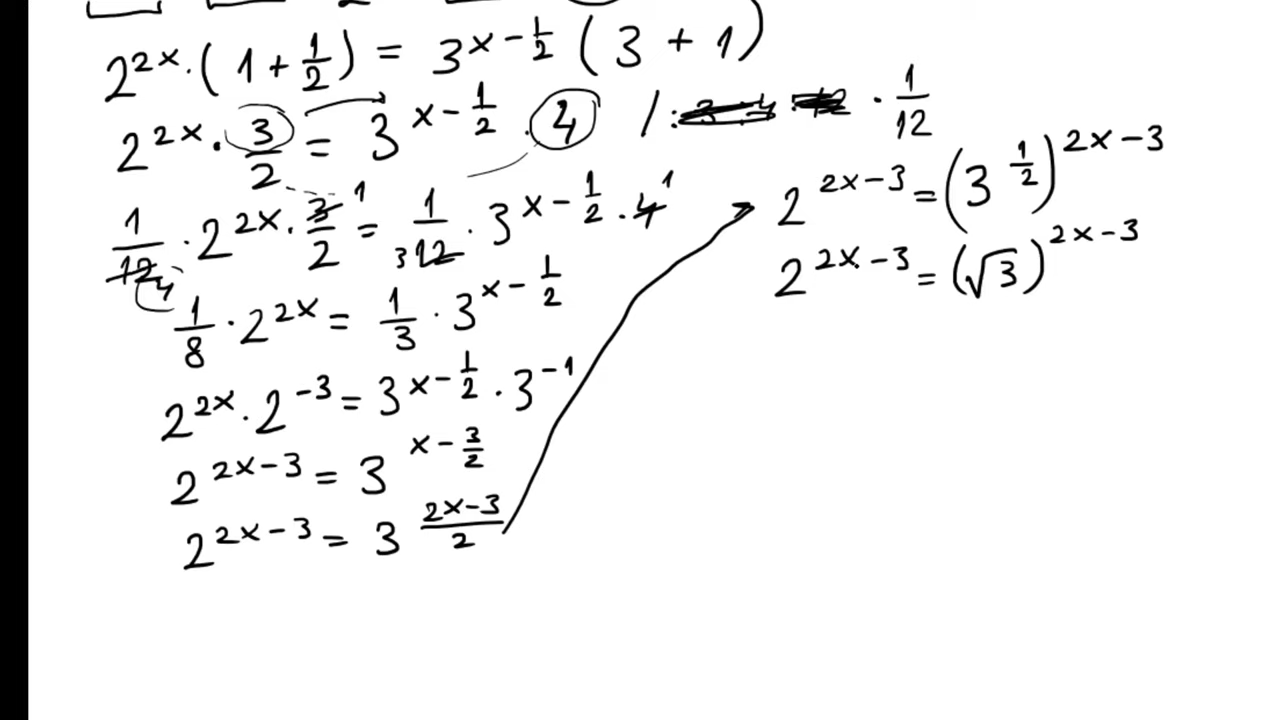 2^{2x} · (1 + 1/2) = 3^{x - 1/2} (3 + 1)
2^{2x} · 3/2 = 3^{x - 1/2} · 4 / · 1/12
1/12 4 · 2^{2x} · 3/2 1 = 1/12 3 · 3^{x - 1/2} · 4 1
1/8 · 2^{2x} = 1/3 · 3^{x - 1/2}
2^{2x} · 2^{-3} = 3^{x - 1/2} · 3^{-1}
2^{2x-3} = 3^{x - 3/2}
2^{2x-3} = 3^{(2x-3)/2}
2^{2x-3} = (3^{1/2})^{2x-3}
2^{2x-3} = (√3)^{2x-3}